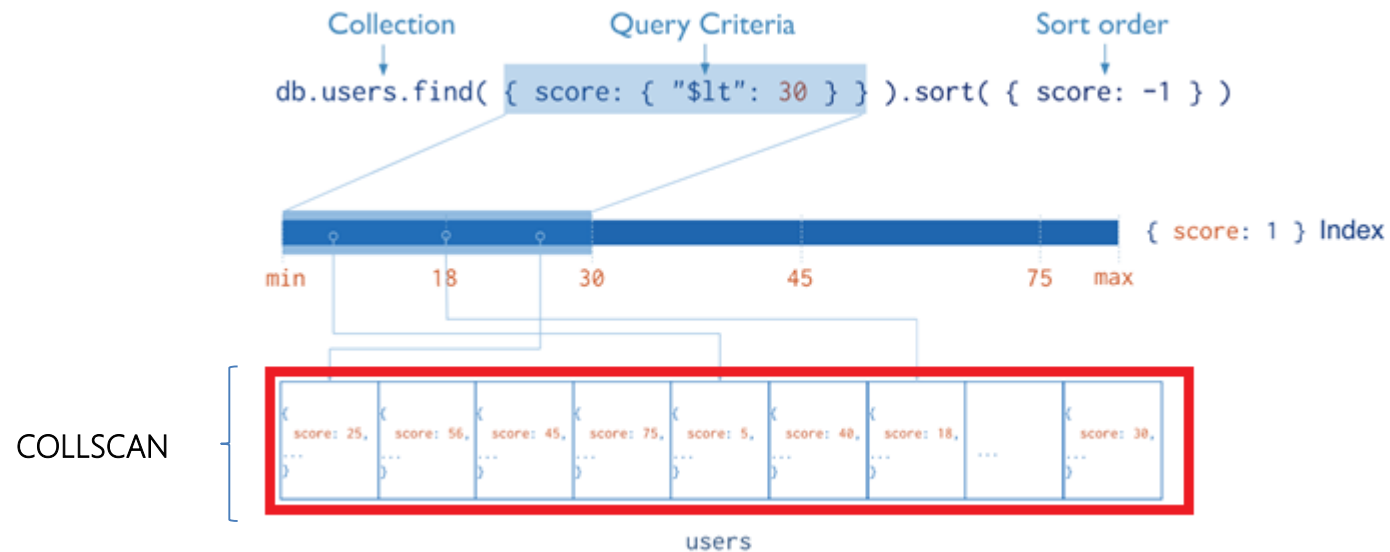 Collection Query Criteria Sort order
db.users.find( { score: { "$lt": 30 } } ).sort( { score: -1 } )
{ score: 1 } Index
min 18 30 45 75 max
COLLSCAN
{
score: 25,
...
}
{
score: 56,
...
}
{
score: 45,
...
}
{
score: 75,
...
}
{
score: 5,
...
}
{
score: 40,
...
}
{
score: 18,
...
}
...
{
score: 30,
...
}
users